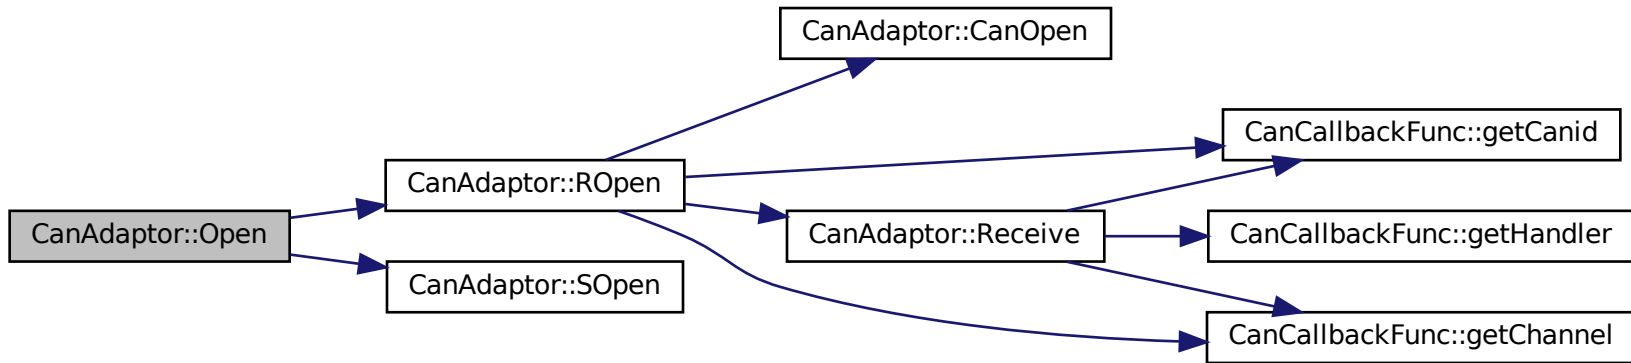 CanAdaptor::CanOpen
CanCallbackFunc::getCanid
CanAdaptor::ROpen
CanAdaptor::Open
CanAdaptor::Receive
CanCallbackFunc::getHandler
CanAdaptor::SOpen
CanCallbackFunc::getChannel